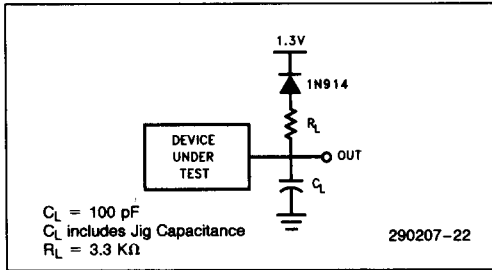 1.3V
1N914
R_L
DEVICE
UNDER
TEST
OUT
C_L
C_L = 100 pF
C_L includes Jig Capacitance
R_L = 3.3 KΩ
290207-22